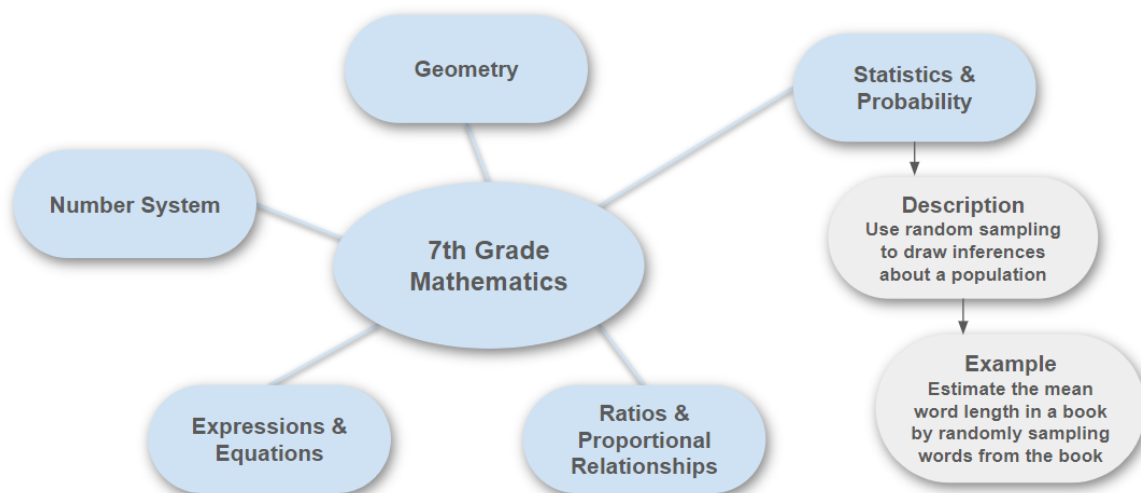 Geometry
Statistics &
Probability
Number System
7th Grade
Mathematics
Description
Use random sampling
to draw inferences
about a population
Expressions &
Equations
Ratios &
Proportional
Relationships
Example
Estimate the mean
word length in a book
by randomly sampling
words from the book